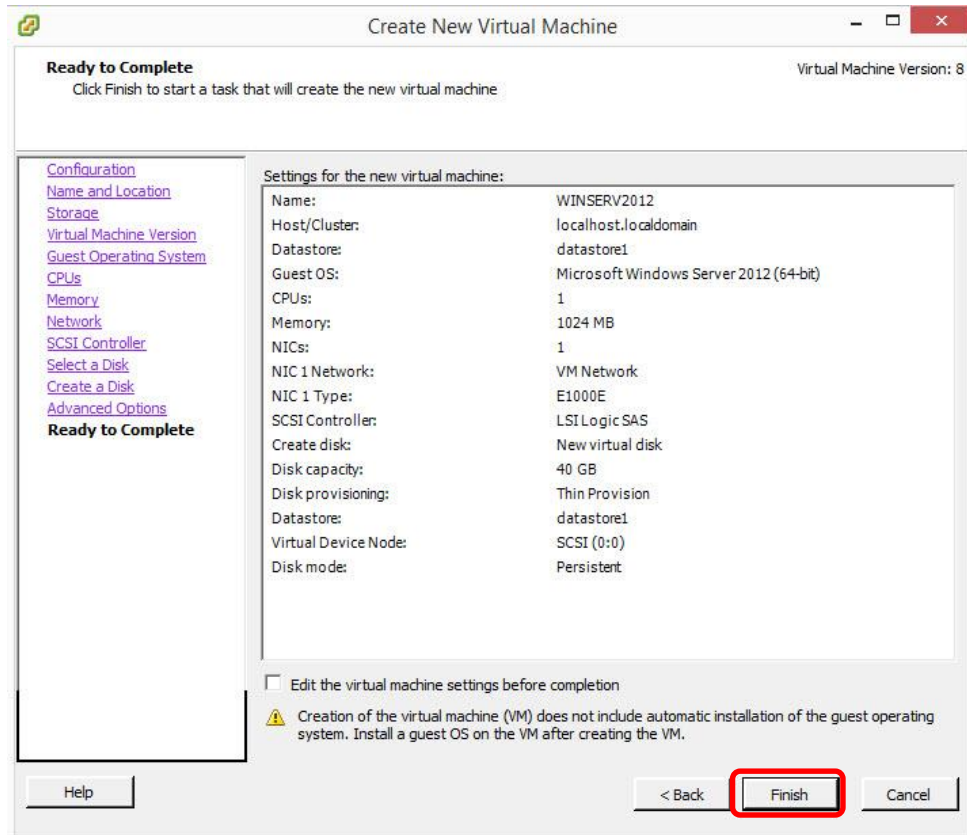 Create New Virtual Machine
Ready to Complete
Click Finish to start a task that will create the new virtual machine
Virtual Machine Version: 8
Configuration
Name and Location
Storage
Virtual Machine Version
Guest Operating System
CPUs
Memory
Network
SCSI Controller
Select a Disk
Create a Disk
Advanced Options
Ready to Complete
Settings for the new virtual machine:
Name: WINSERV2012
Host/Cluster: localhost.localdomain
Datastore: datastore1
Guest OS: Microsoft Windows Server 2012 (64-bit)
CPUs: 1
Memory: 1024 MB
NICs: 1
NIC 1 Network: VM Network
NIC 1 Type: E1000E
SCSI Controller: LSI Logic SAS
Create disk: New virtual disk
Disk capacity: 40 GB
Disk provisioning: Thin Provision
Datastore: datastore1
Virtual Device Node: SCSI (0:0)
Disk mode: Persistent
Edit the virtual machine settings before completion
Creation of the virtual machine (VM) does not include automatic installation of the guest operating
system. Install a guest OS on the VM after creating the VM.
Help
< Back
Finish
Cancel